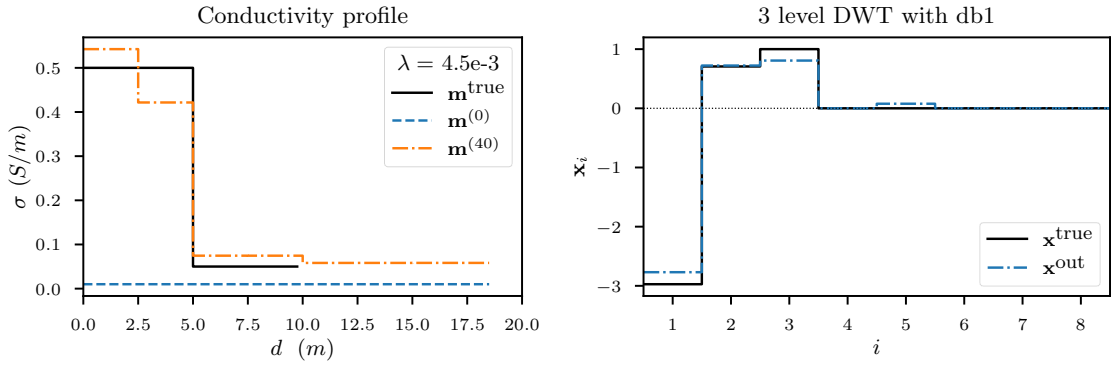 Conductivity profile
σ (S/m)
0.5
0.4
0.3
0.2
0.1
0.0
λ = 4.5e-3
m^true
m^(0)
m^(40)
0.0 2.5 5.0 7.5 10.0 12.5 15.0 17.5 20.0
d (m)
3 level DWT with db1
x_i
1
0
−1
−2
−3
x^true
x^out
1 2 3 4 5 6 7 8
i